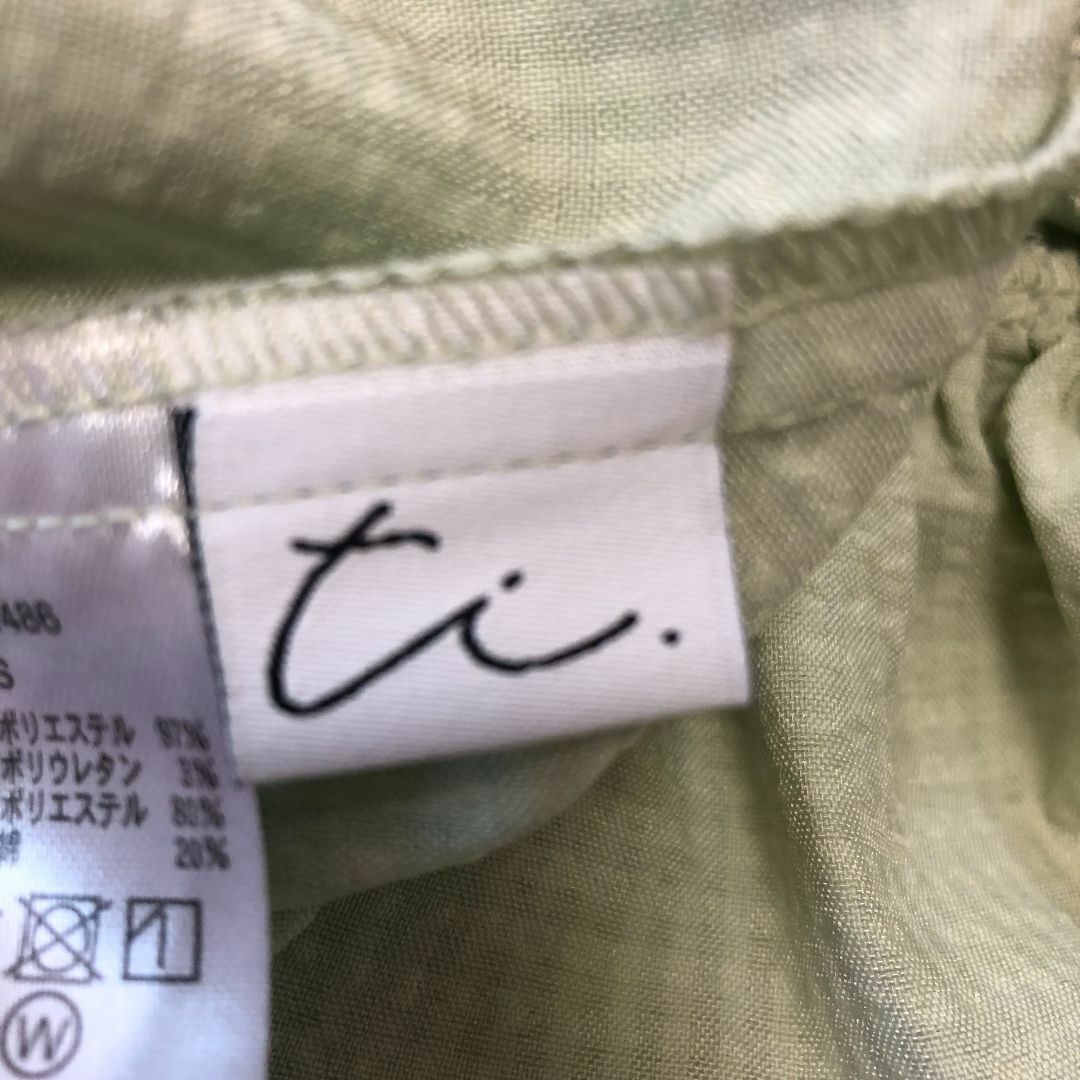 ti.
486
S
ポリエステル 97%
ポリウレタン 3%
ポリエステル 80%
綿 20%
W